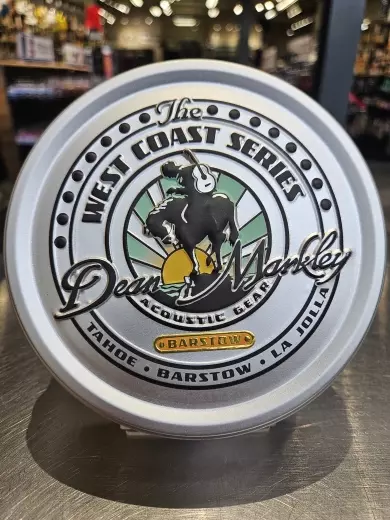 The
WEST COAST SERIES
Dean Markley
ACOUSTIC GEAR
BARSTOW
TAHOE • BARSTOW • LA JOLLA